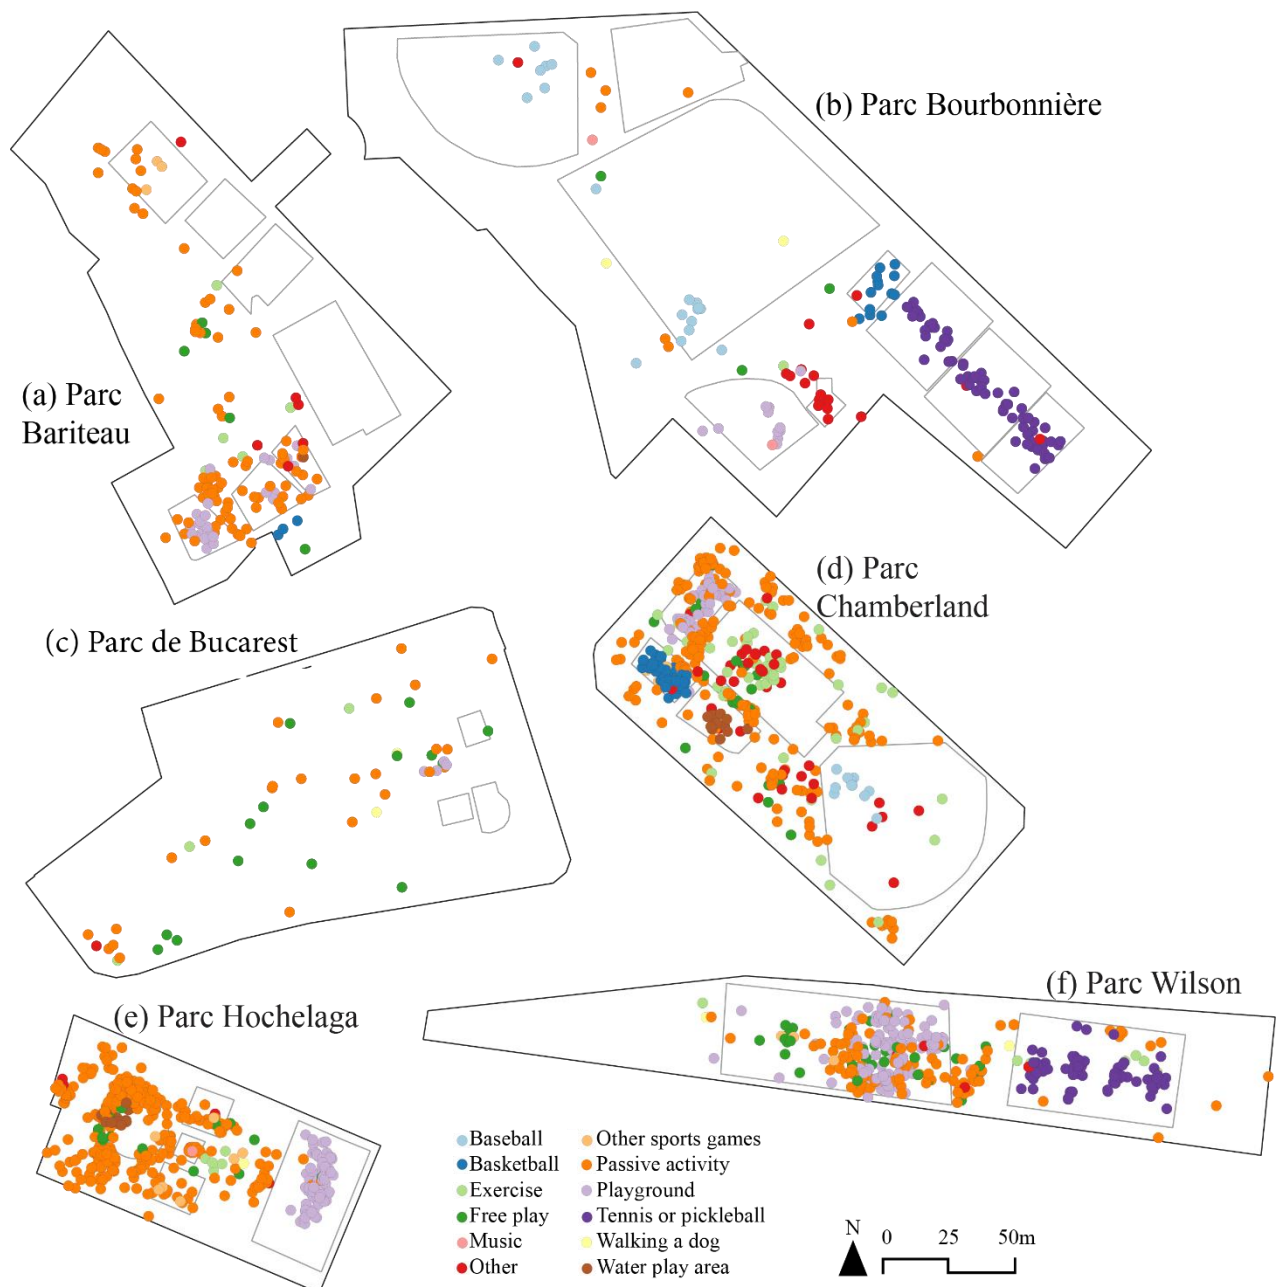 (b) Parc Bourbonnière
(a) Parc
Bariteau
(d) Parc
Chamberland
(c) Parc de Bucarest
(f) Parc Wilson
(e) Parc Hochelaga
Baseball
Basketball
Exercise
Free play
Music
Other
Other sports games
Passive activity
Playground
Tennis or pickleball
Walking a dog
Water play area
N
0 25 50m